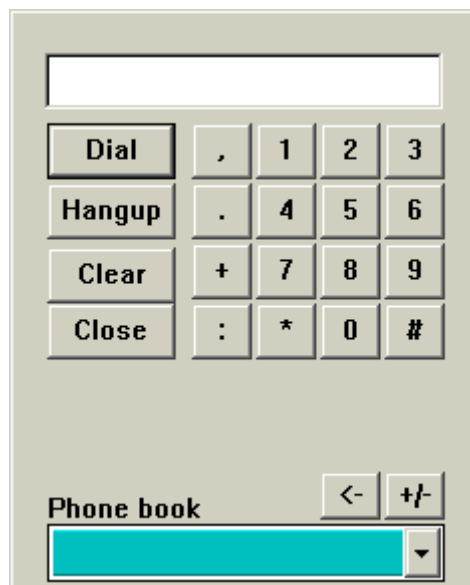 Dial , 1 2 3
Hangup . 4 5 6
Clear + 7 8 9
Close : * 0 #
<- +/-
Phone book